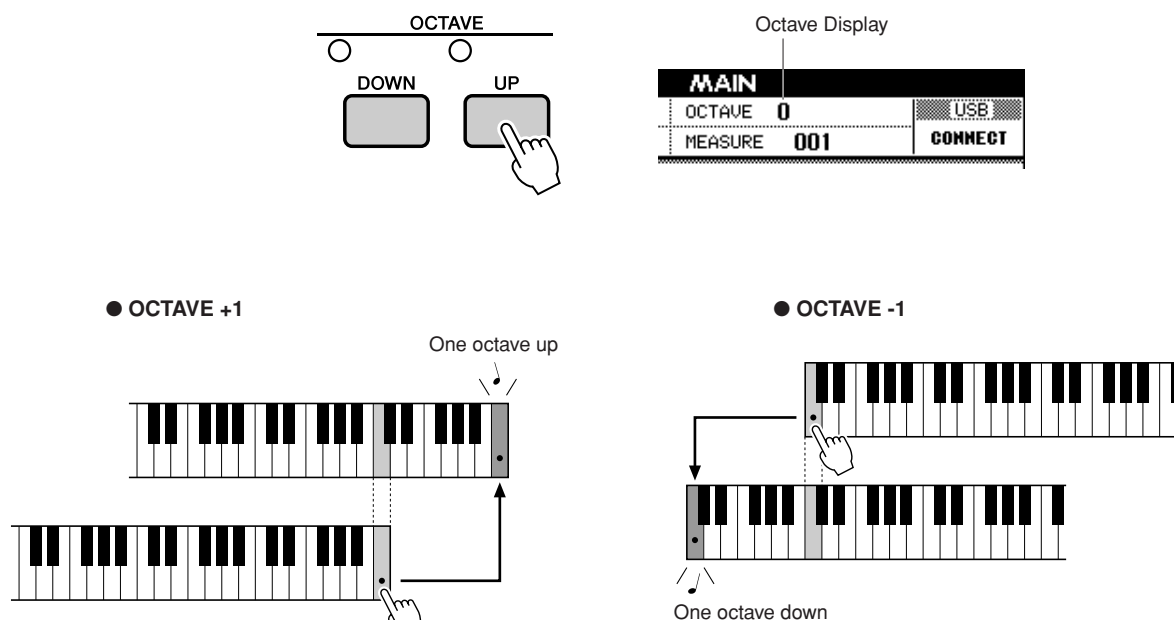 OCTAVE
DOWN UP
Octave Display
MAIN
OCTAVE 0
MEASURE 001
USB
CONNECT
● OCTAVE +1
One octave up
● OCTAVE -1
One octave down